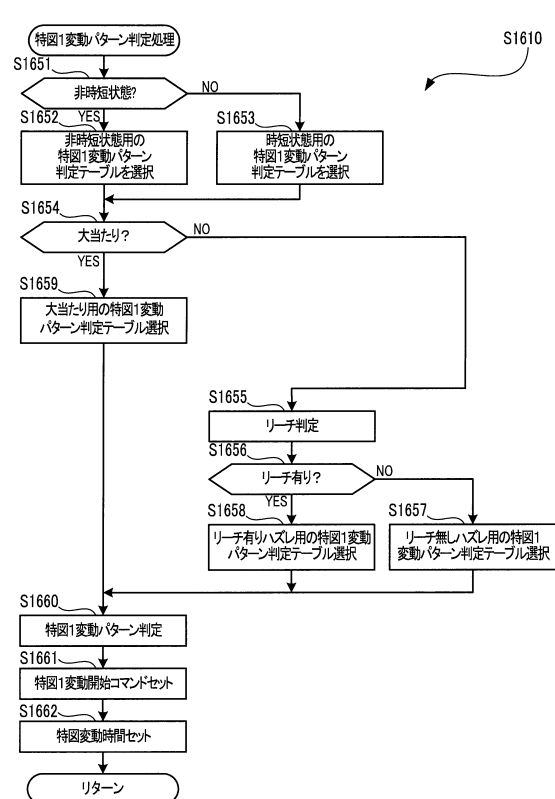 特図1変動パターン判定処理
S1610
S1651
非時短状態?
NO
YES
S1652
非時短状態用の
特図1変動パターン
判定テーブルを選択
S1653
時短状態用の
特図1変動パターン
判定テーブルを選択
S1654
大当たり?
NO
YES
S1659
大当たり用の特図1変動
パターン判定テーブル選択
S1655
リーチ判定
S1656
リーチ有り?
NO
YES
S1658
リーチ有りハズレ用の特図1変動
パターン判定テーブル選択
S1657
リーチ無しハズレ用の特図1
変動パターン判定テーブル選択
S1660
特図1変動パターン判定
S1661
特図1変動開始コマンドセット
S1662
特図変動時間セット
リターン